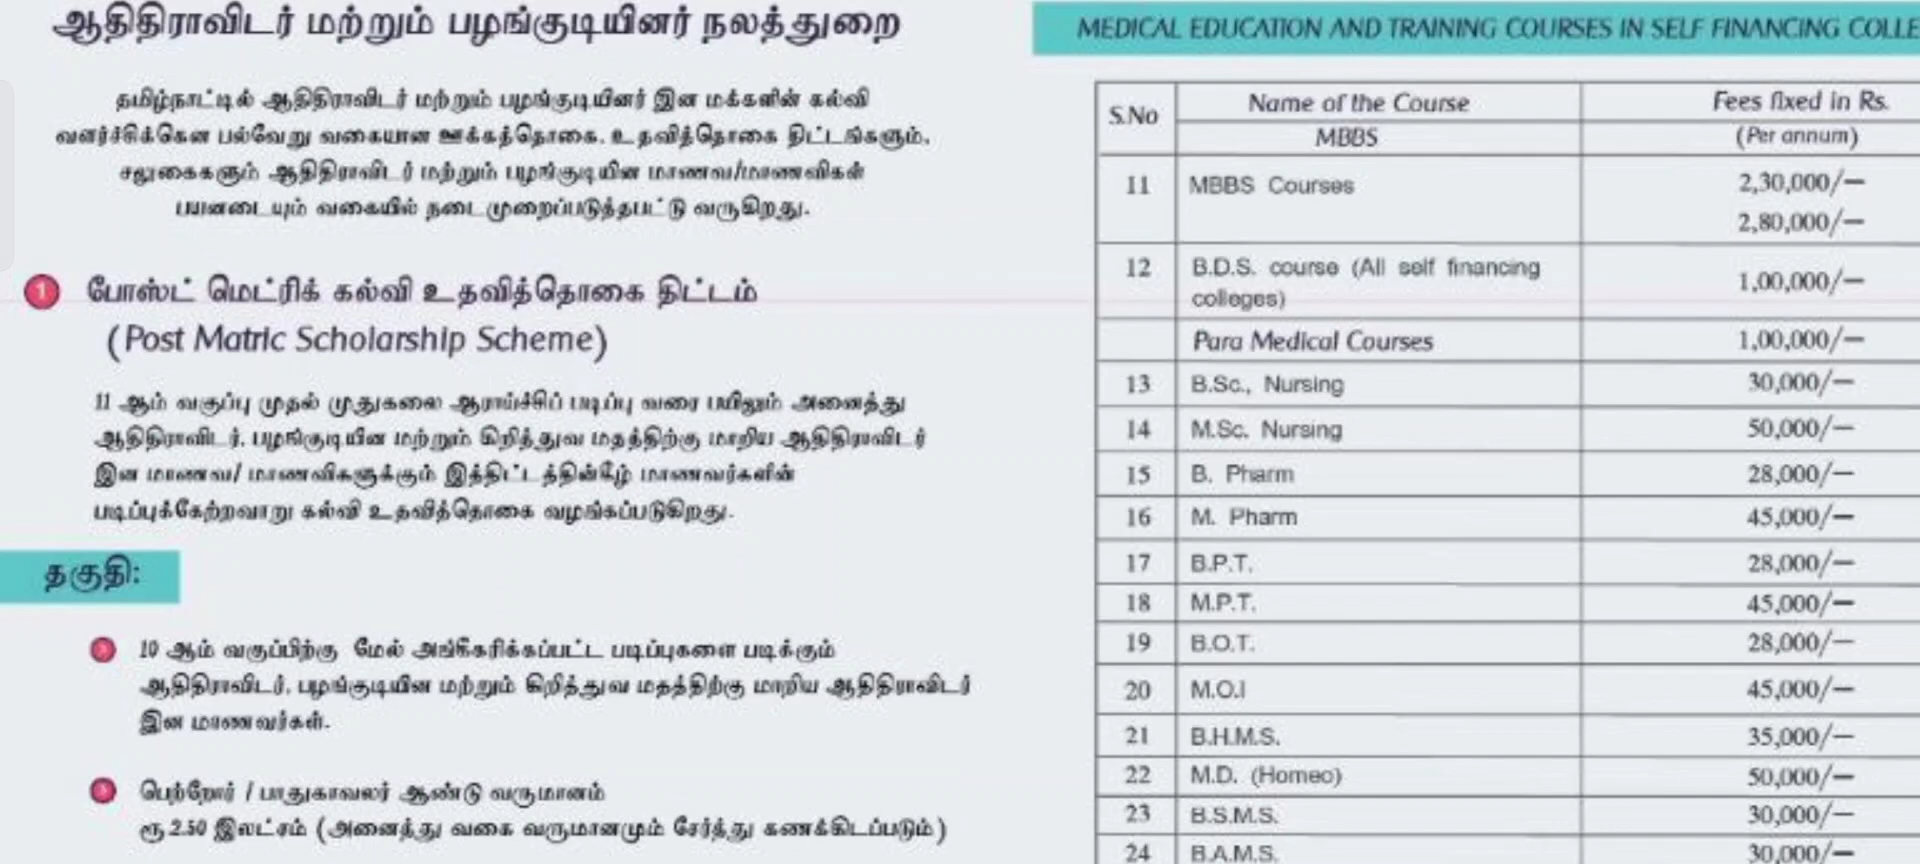 ஆதிதிராவிடர் மற்றும் பழங்குடியினர் நலத்துறை
தமிழ்நாட்டில் ஆதிதிராவிடர் மற்றும் பழங்குடியினர் இன மக்களின் கல்வி
வளர்ச்சிக்கென பல்வேறு வகையான ஊக்கத்தொகை, உதவித்தொகை திட்டங்களும்,
சலுகைகளும் ஆதிதிராவிடர் மற்றும் பழங்குடியின மாணவ/மாணவிகள்
பயனடையும் வகையில் நடைமுறைப்படுத்தபட்டு வருகிறது.
1 போஸ்ட் மெட்ரிக் கல்வி உதவித்தொகை திட்டம்
(Post Matric Scholarship Scheme)
11 ஆம் வகுப்பு முதல் முதுகலை ஆராய்ச்சிப் படிப்பு வரை பயிலும் அனைத்து
ஆதிதிராவிடர், பழங்குடியின மற்றும் கிறித்துவ மதத்திற்கு மாறிய ஆதிதிராவிடர்
இன மாணவ/ மாணவிகளுக்கும் இத்திட்டத்தின்கீழ் மாணவர்களின்
படிப்புக்கேற்றவாறு கல்வி உதவித்தொகை வழங்கப்படுகிறது.
தகுதி:
10 ஆம் வகுப்பிற்கு மேல் அங்கீகரிக்கப்பட்ட படிப்புகளை படிக்கும்
ஆதிதிராவிடர், பழங்குடியின மற்றும் கிறித்துவ மதத்திற்கு மாறிய ஆதிதிராவிடர்
இன மாணவர்கள்.
பெற்றோர் / பாதுகாவலர் ஆண்டு வருமானம்
ரூ 2.50 இலட்சம் (அனைத்து வகை வருமானமும் சேர்த்து கணக்கிடப்படும்)
MEDICAL EDUCATION AND TRAINING COURSES IN SELF FINANCING COLLE
S.No Name of the Course Fees fixed in Rs.
MBBS (Per annum)
11 MBBS Courses 2,30,000/—
2,80,000/—
12 B.D.S. course (All self financing
colleges) 1,00,000/—
Para Medical Courses 1,00,000/—
13 B.Sc., Nursing 30,000/—
14 M.Sc. Nursing 50,000/—
15 B. Pharm 28,000/—
16 M. Pharm 45,000/—
17 B.P.T. 28,000/—
18 M.P.T. 45,000/—
19 B.O.T. 28,000/—
20 M.O.I 45,000/—
21 B.H.M.S. 35,000/—
22 M.D. (Homeo) 50,000/—
23 B.S.M.S. 30,000/—
24 B.A.M.S. 30,000/—